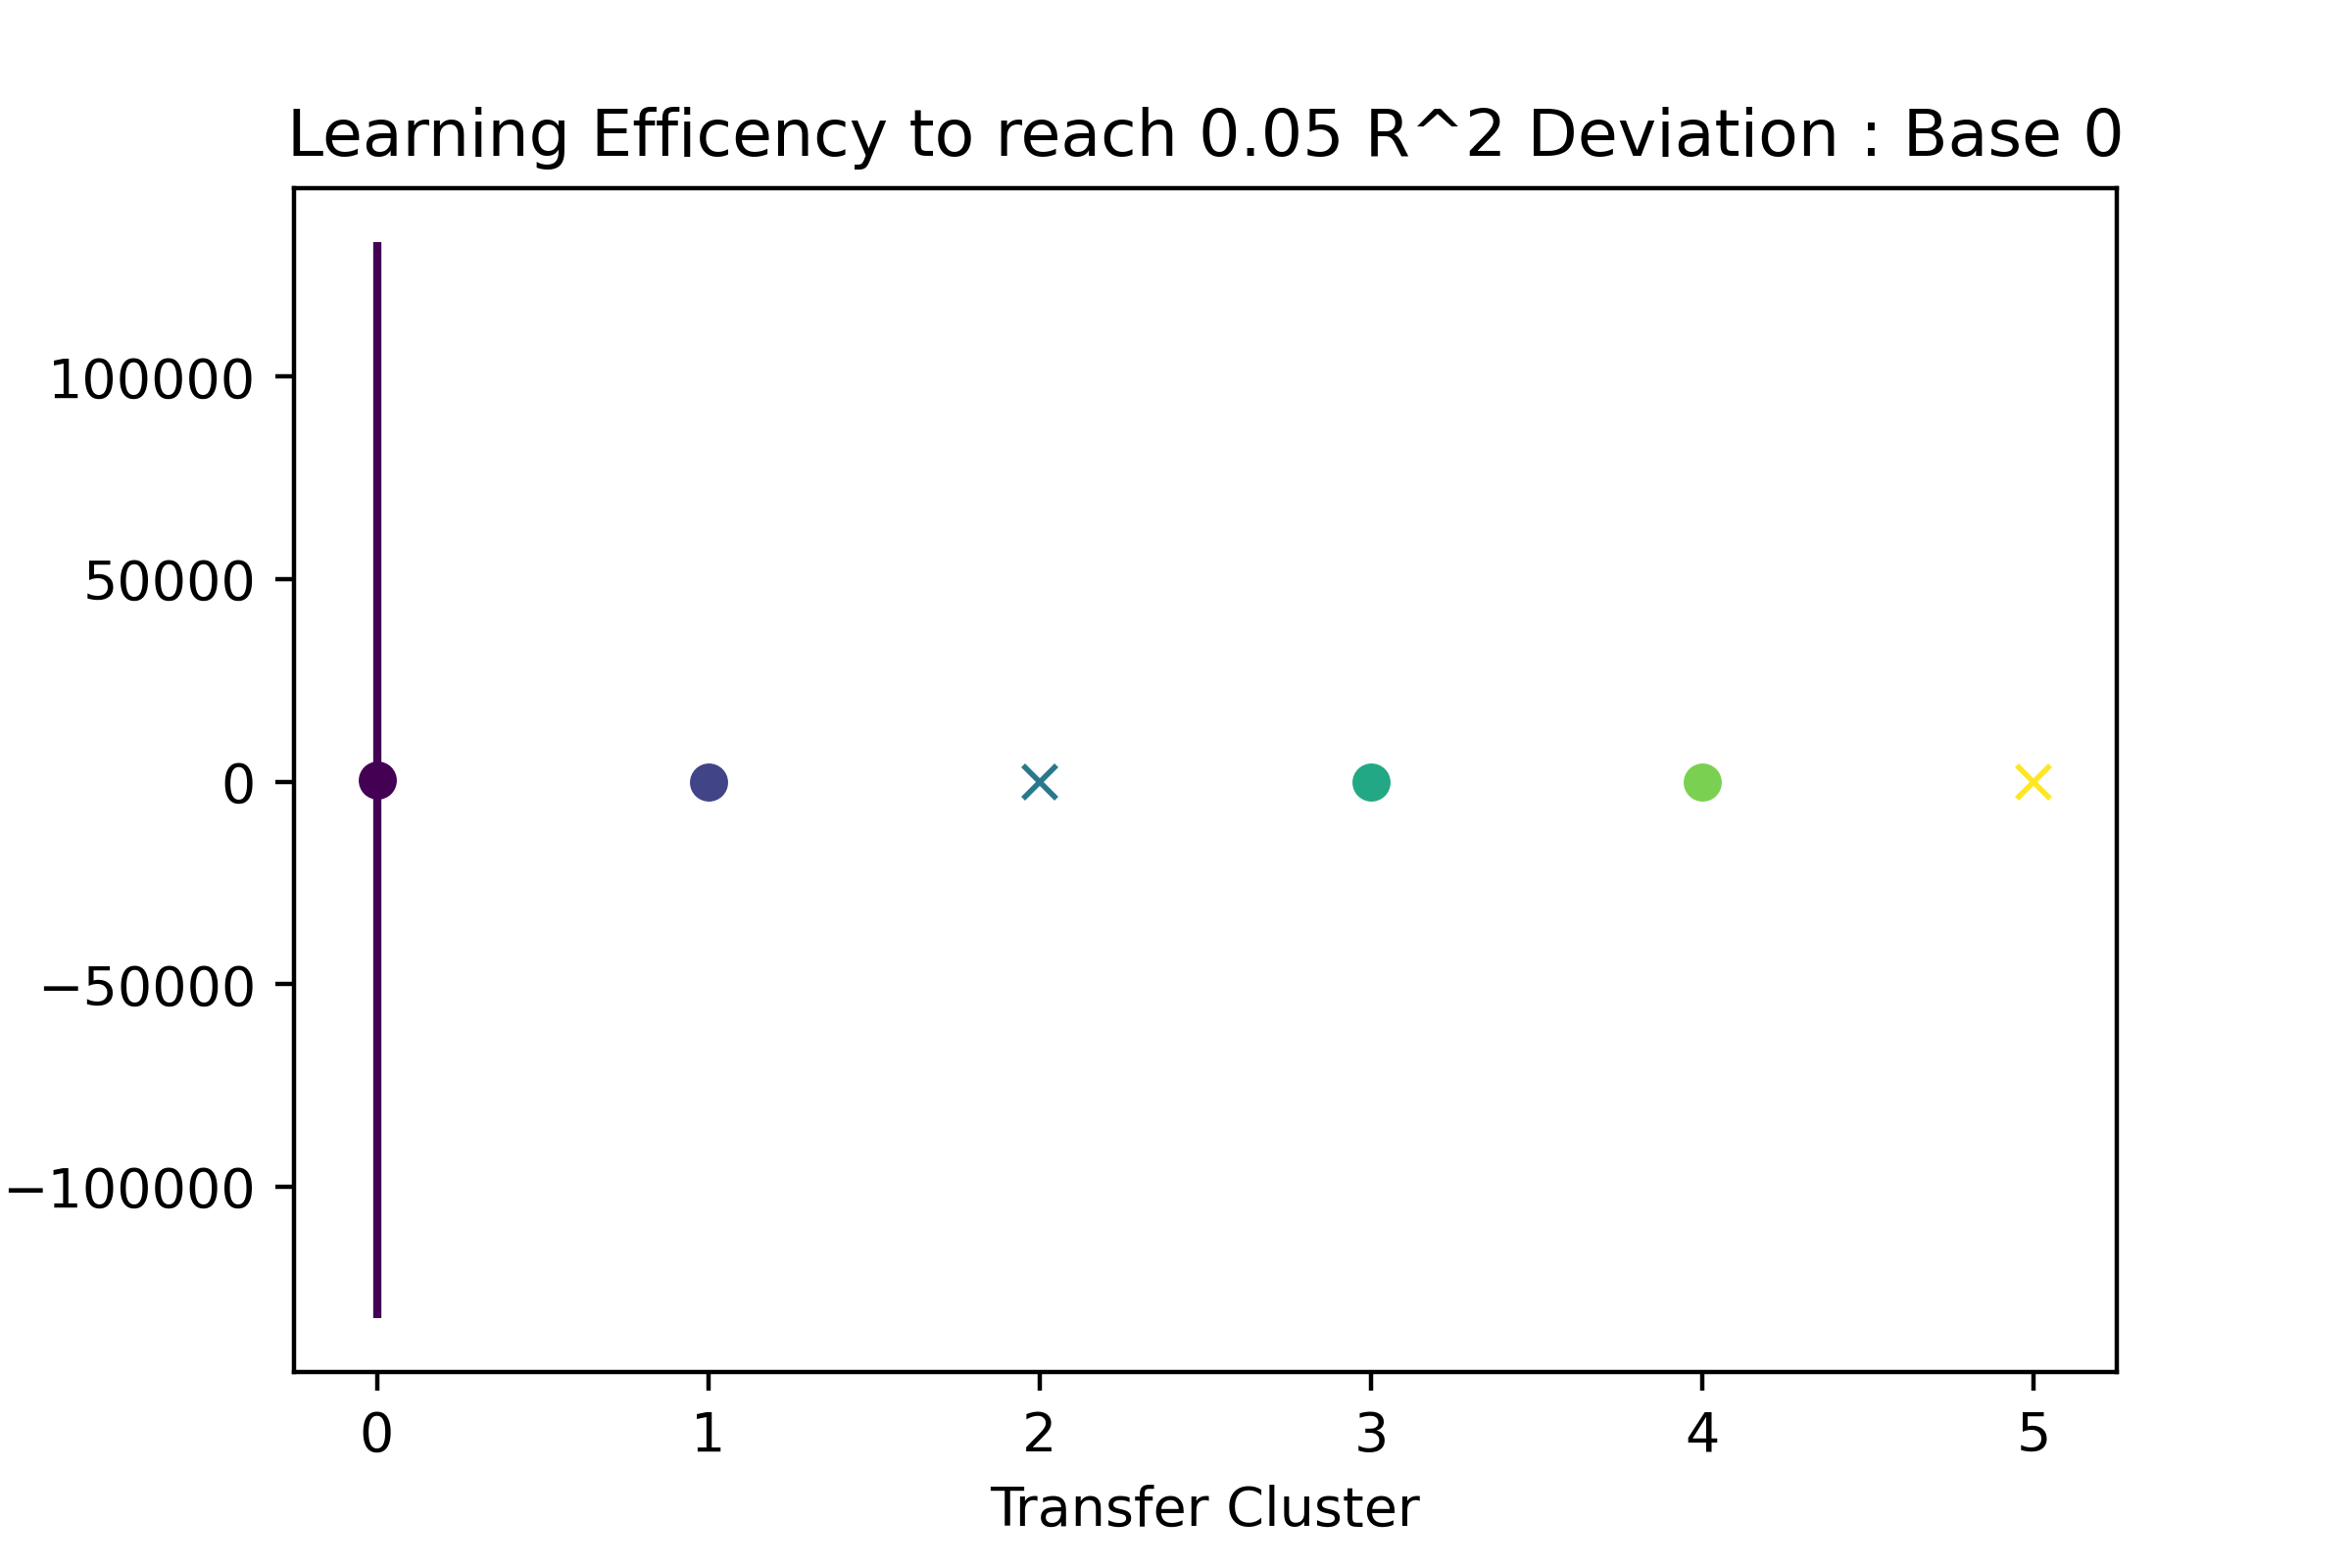 Learning Efficency to reach 0.05 R^2 Deviation : Base 0
100000
50000
0
−50000
−100000
0 1 2 3 4 5
Transfer Cluster